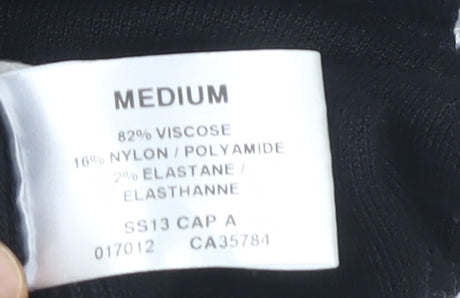 MEDIUM
82% VISCOSE
16% NYLON / POLYAMIDE
2% ELASTANE /
ELASTHANNE
SS13 CAP A
017012 CA35784